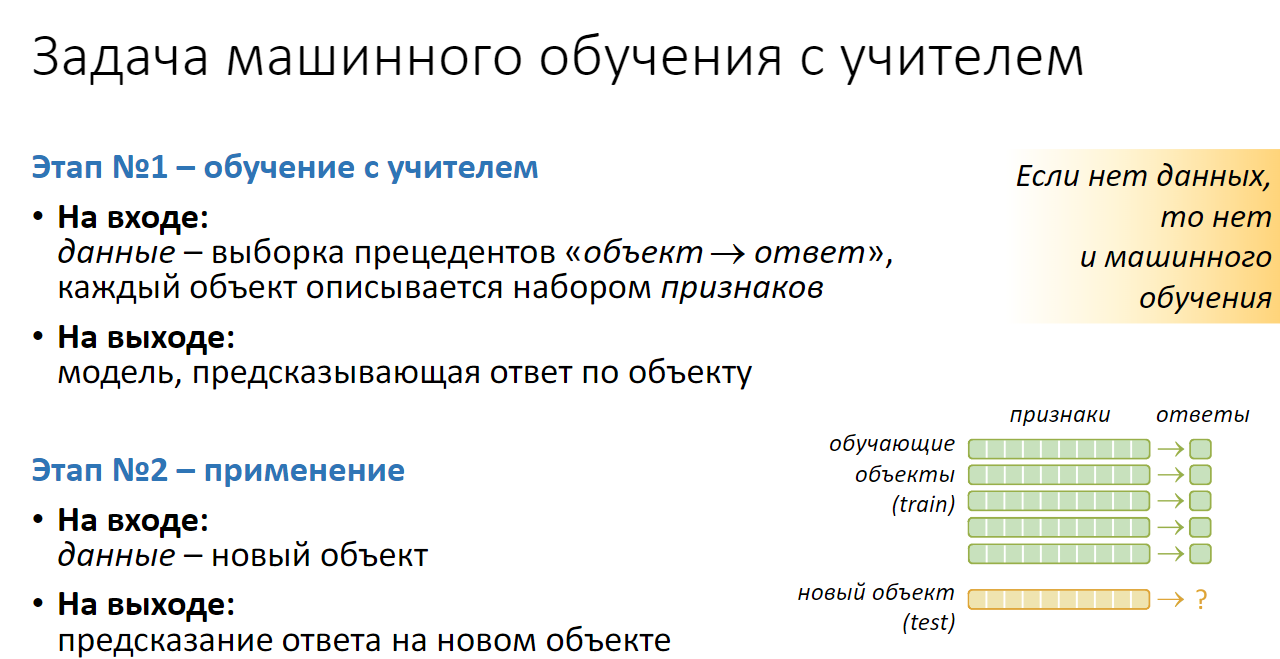 Задача машинного обучения с учителем
Этап №1 – обучение с учителем
• На входе:
данные – выборка прецедентов «объект → ответ»,
каждый объект описывается набором признаков
• На выходе:
модель, предсказывающая ответ по объекту
Если нет данных,
то нет
и машинного
обучения
Этап №2 – применение
• На входе:
данные – новый объект
• На выходе:
предсказание ответа на новом объекте
признаки ответы
обучающие
объекты
(train)
новый объект → ?
(test)